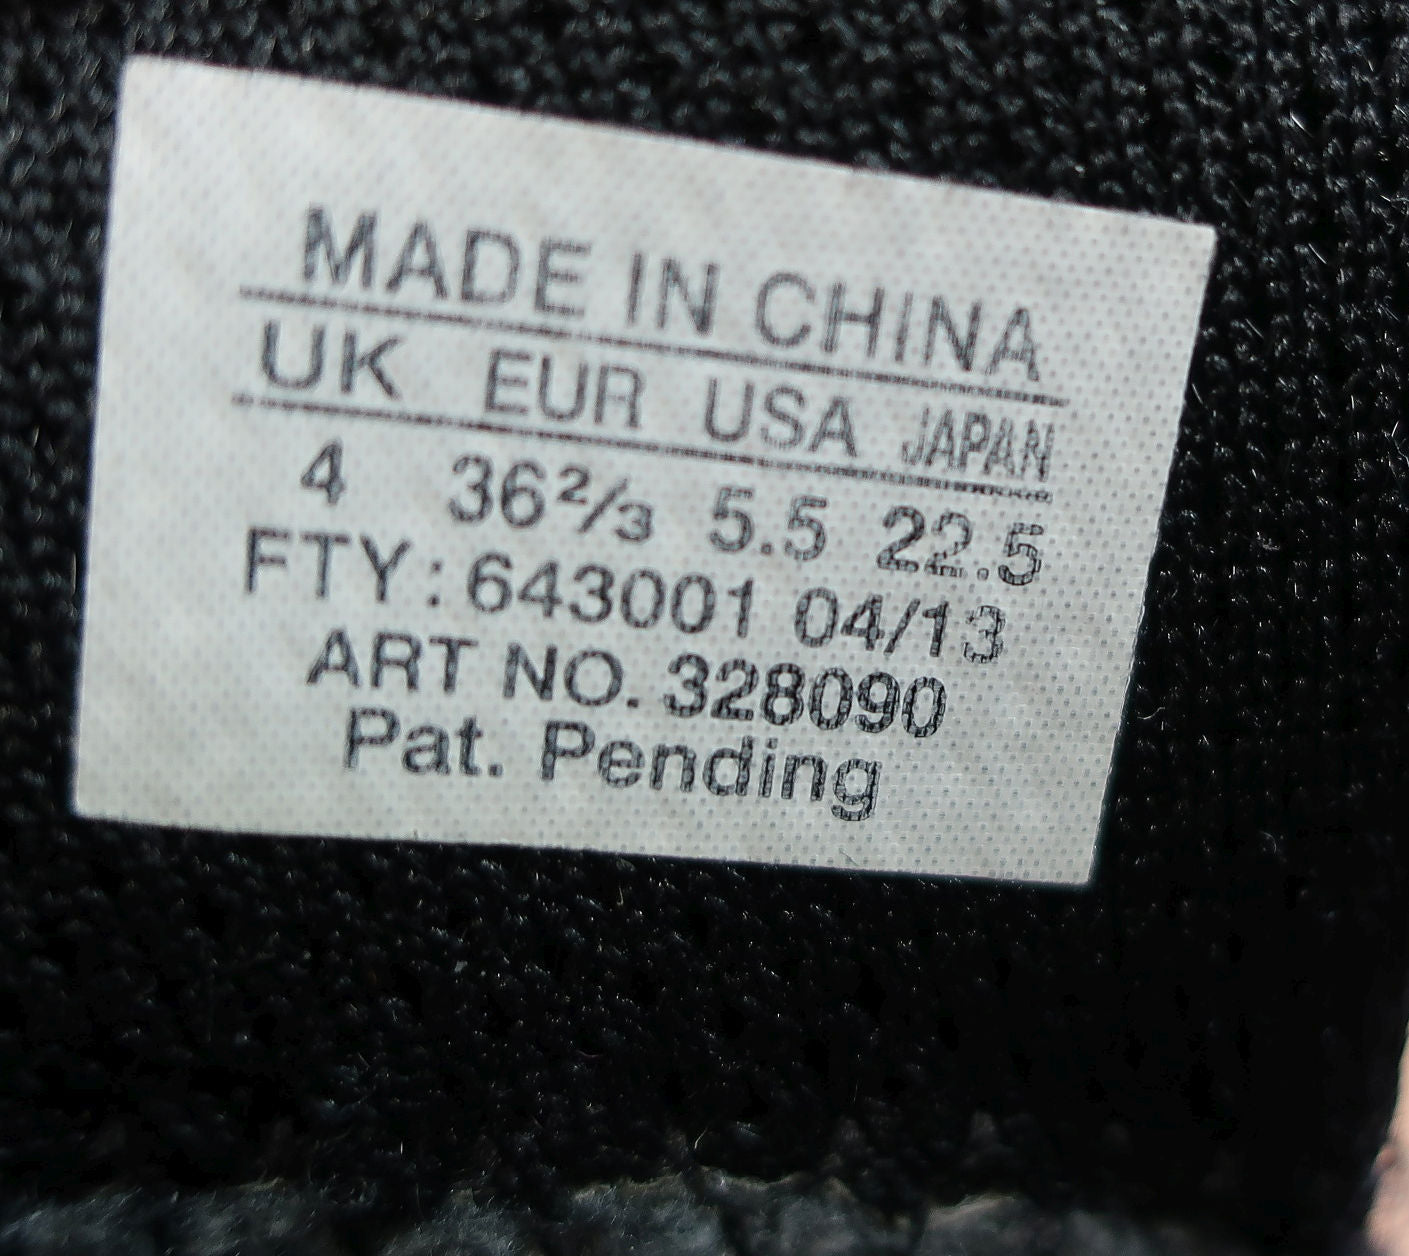 MADE IN CHINA
UK EUR USA JAPAN
4 36⅔ 5.5 22.5
FTY: 643001 04/13
ART NO. 328090
Pat. Pending